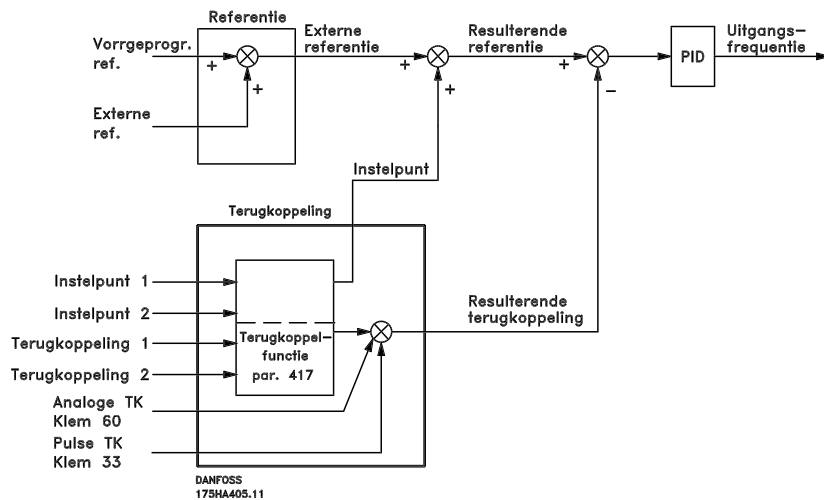 Referentie
Vorrgeprogr.
ref.
Externe
ref.
+
+
Externe
referentie
+
+
Resulterende
referentie
+
−
PID
Uitgangs–
frequentie
Instelpunt
Terugkoppeling
Instelpunt 1
Instelpunt 2
Terugkoppeling 1
Terugkoppeling 2
Terugkoppel–
functie
par. 417
Analoge TK
Klem 60
Pulse TK
Klem 33
Resulterende
terugkoppeling
DANFOSS
175HA405.11